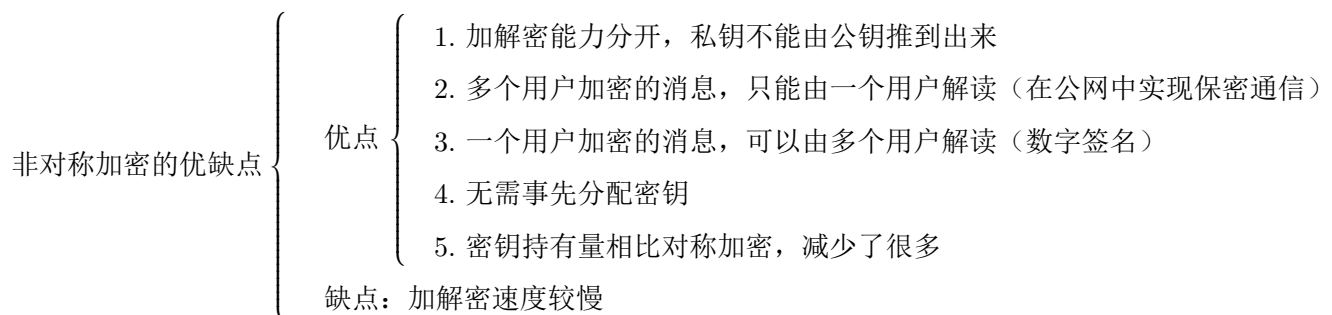 非对称加密的优缺点
优点
1. 加解密能力分开，私钥不能由公钥推到出来
2. 多个用户加密的消息，只能由一个用户解读（在公网中实现保密通信）
3. 一个用户加密的消息，可以由多个用户解读（数字签名）
4. 无需事先分配密钥
5. 密钥持有量相比对称加密，减少了很多
缺点：加解密速度较慢